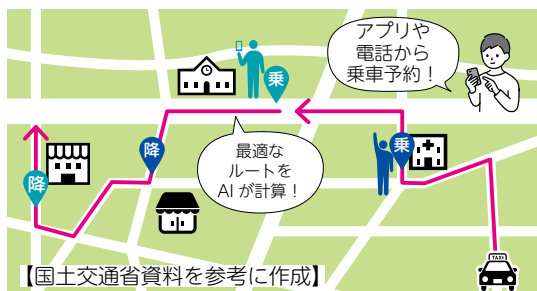 アプリや
電話から
乗車予約！
乗
乗
降
最適な
ルートを
AIが計算！
降
TAXI
【国土交通省資料を参考に作成】